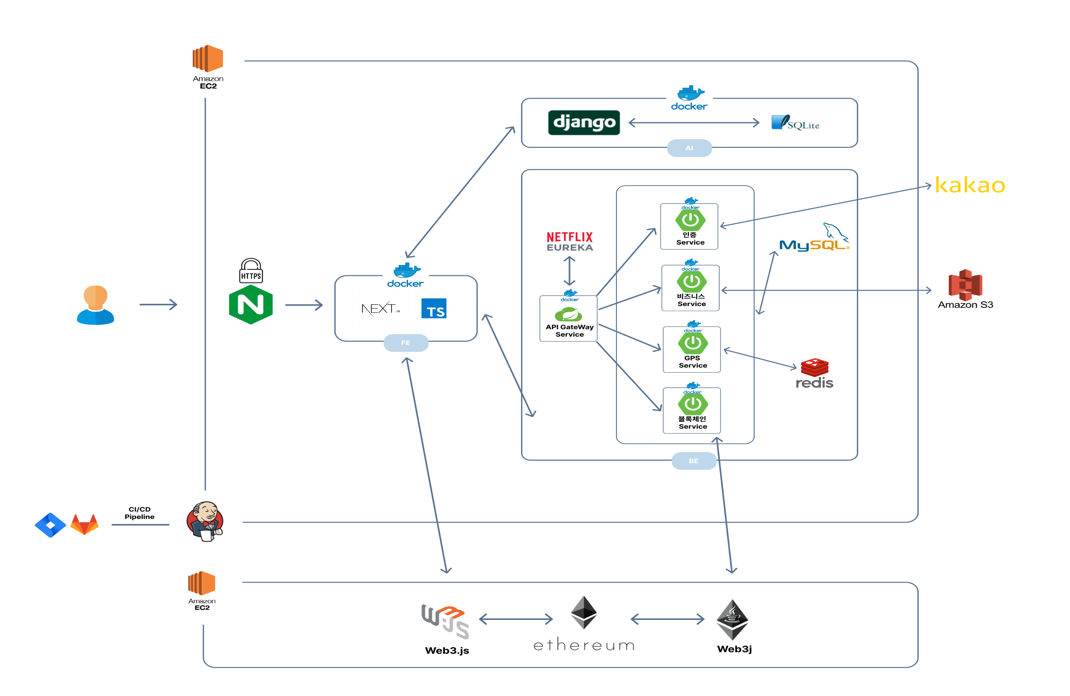 Amazon
EC2
docker
django
SQLite
AI
kakao
docker
인증
Service
NETFLIX
EUREKA
MySQL
HTTPS
N
docker
docker
비즈니스
Service
Amazon S3
NEXT.JS
TS
docker
API GateWay
Service
docker
GPS
Service
FE
redis
docker
블록체인
Service
BE
CI/CD
Pipeline
Amazon
EC2
W3JS
ethereum
Web3.js
Web3j